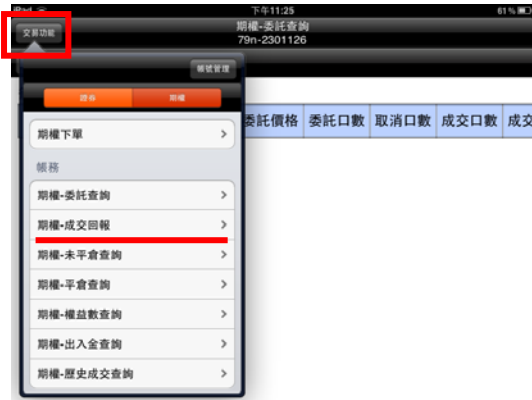 iPad 下午11:25 61%
交易功能 期權-委託查詢
79n-2301126
帳號管理
證券 期權
委託價格 委託口數 取消口數 成交口數 成交
期權下單
帳務
期權-委託查詢
期權-成交回報
期權-未平倉查詢
期權-平倉查詢
期權-權益數查詢
期權-出入金查詢
期權-歷史成交查詢